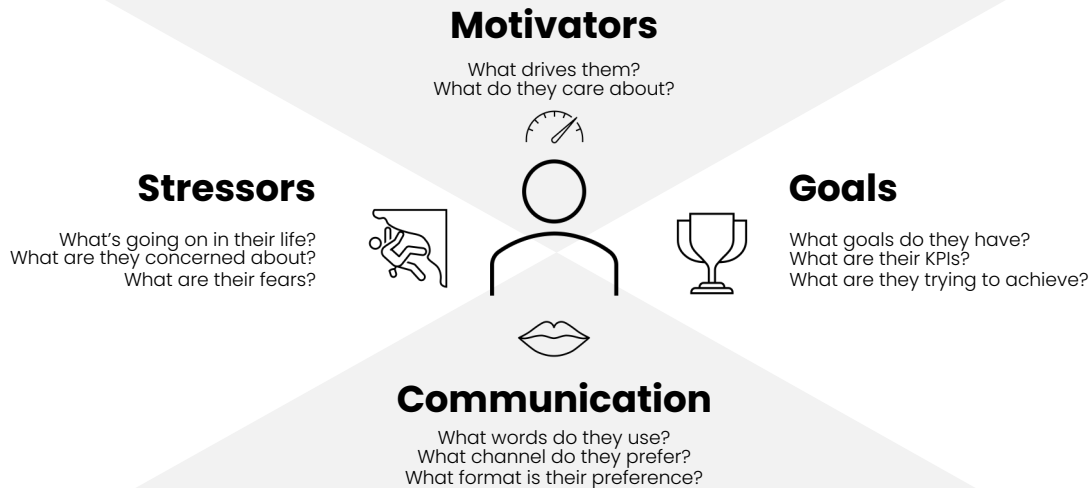 Motivators
What drives them?
What do they care about?
Stressors
What's going on in their life?
What are they concerned about?
What are their fears?
Goals
What goals do they have?
What are their KPIs?
What are they trying to achieve?
Communication
What words do they use?
What channel do they prefer?
What format is their preference?